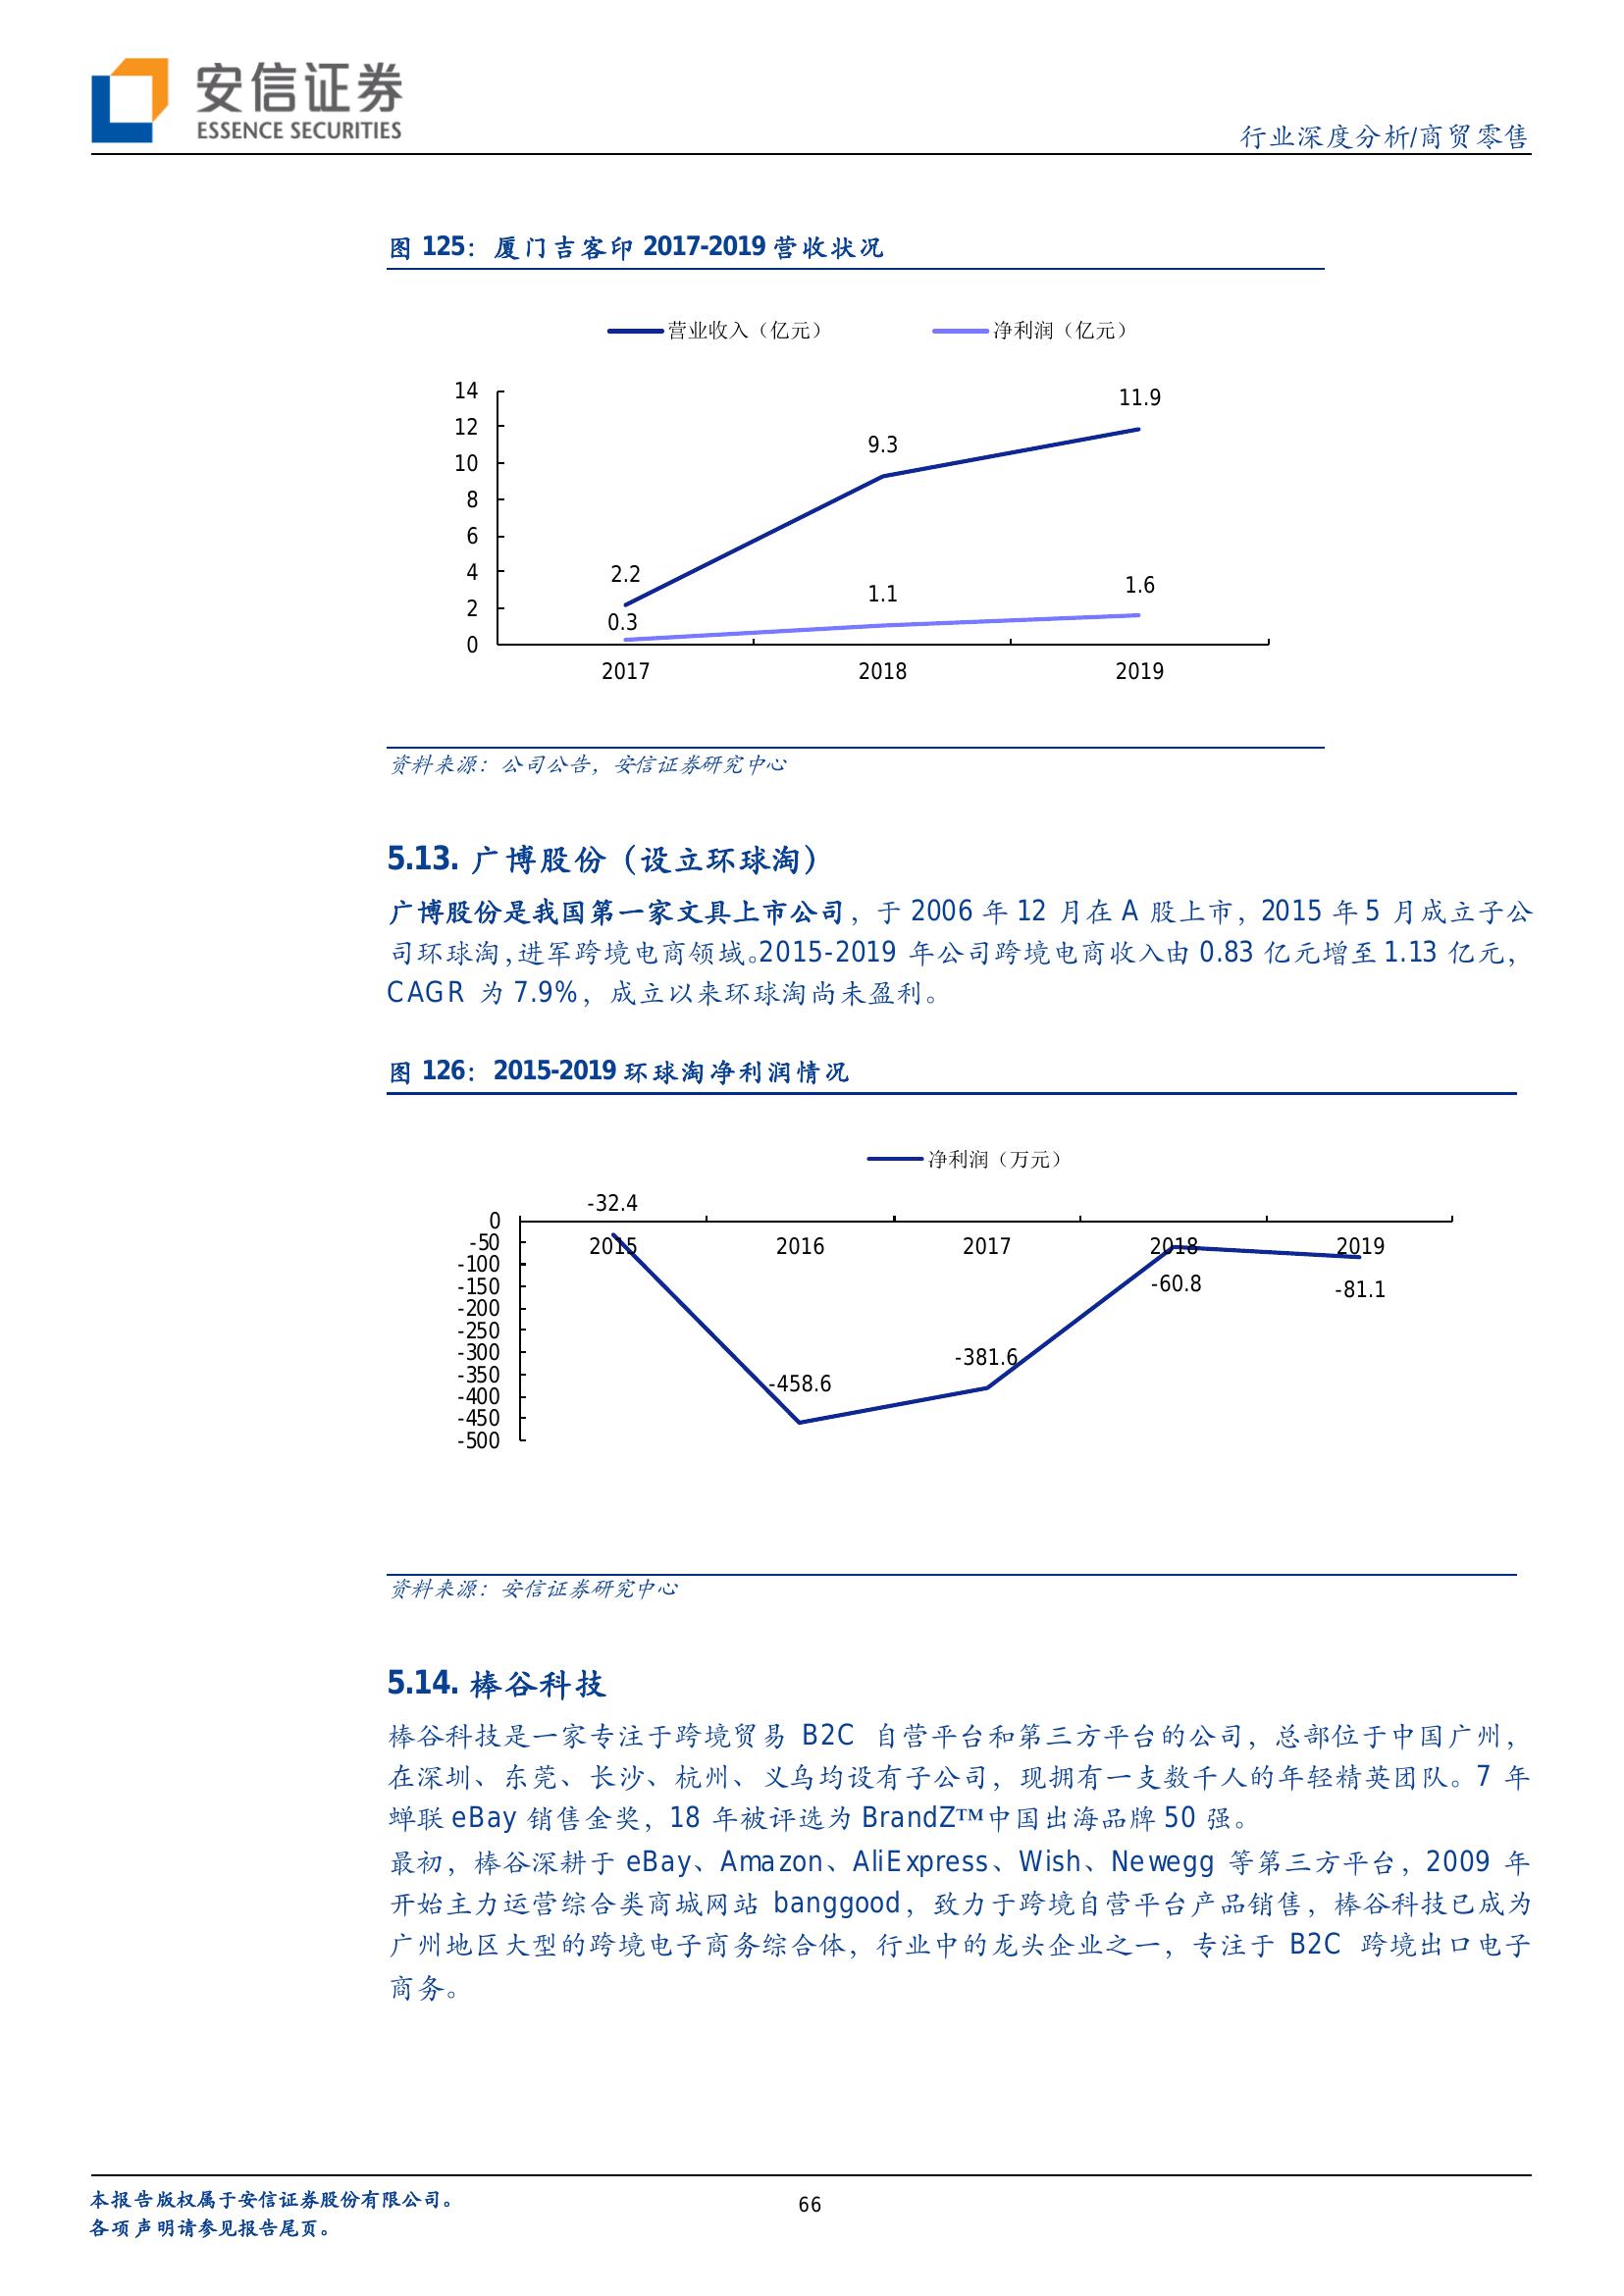 安信证券
ESSENCE SECURITIES
行业深度分析/商贸零售
图 125：厦门吉客印 2017-2019 营收状况
营业收入（亿元） 净利润（亿元）
14
12
10
8
6
4
2
0
2.2
9.3
11.9
0.3
1.1
1.6
2017 2018 2019
资料来源：公司公告，安信证券研究中心
5.13. 广博股份（设立环球淘）
广博股份是我国第一家文具上市公司，于 2006 年 12 月在 A 股上市，2015 年 5 月成立子公
司环球淘，进军跨境电商领域。2015-2019 年公司跨境电商收入由 0.83 亿元增至 1.13 亿元，
CAGR 为 7.9%，成立以来环球淘尚未盈利。
图 126：2015-2019 环球淘净利润情况
净利润（万元）
0
-50
-100
-150
-200
-250
-300
-350
-400
-450
-500
-32.4
-458.6
-381.6
-60.8
-81.1
2015 2016 2017 2018 2019
资料来源：安信证券研究中心
5.14. 棒谷科技
棒谷科技是一家专注于跨境贸易 B2C 自营平台和第三方平台的公司，总部位于中国广州，
在深圳、东莞、长沙、杭州、义乌均设有子公司，现拥有一支数千人的年轻精英团队。7 年
蝉联 eBay 销售金奖，18 年被评选为 BrandZ™中国出海品牌 50 强。
最初，棒谷深耕于 eBay、Amazon、AliExpress、Wish、Newegg 等第三方平台，2009 年
开始主力运营综合类商城网站 banggood，致力于跨境自营平台产品销售，棒谷科技已成为
广州地区大型的跨境电子商务综合体，行业中的龙头企业之一，专注于 B2C 跨境出口电子
商务。
本报告版权属于安信证券股份有限公司。
各项声明请参见报告尾页。
66